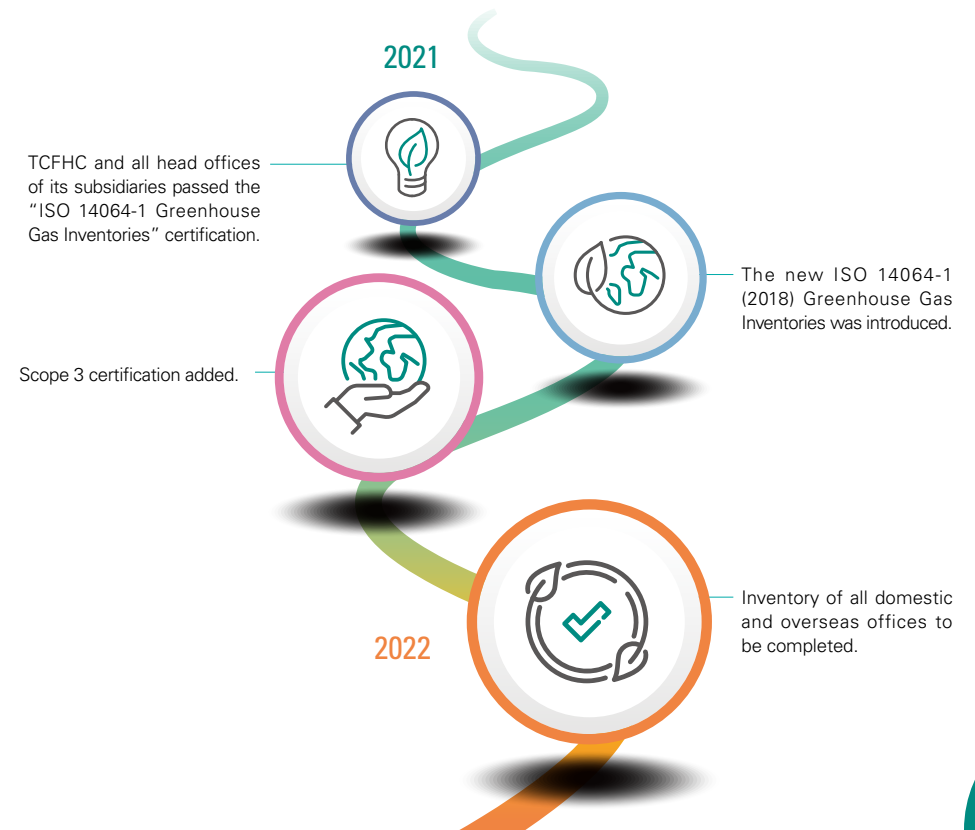 2021
TCFHC and all head offices
of its subsidiaries passed the
“ISO 14064-1 Greenhouse
Gas Inventories” certification.
The new ISO 14064-1
(2018) Greenhouse Gas
Inventories was introduced.
Scope 3 certification added.
2022
Inventory of all domestic
and overseas offices to
be completed.